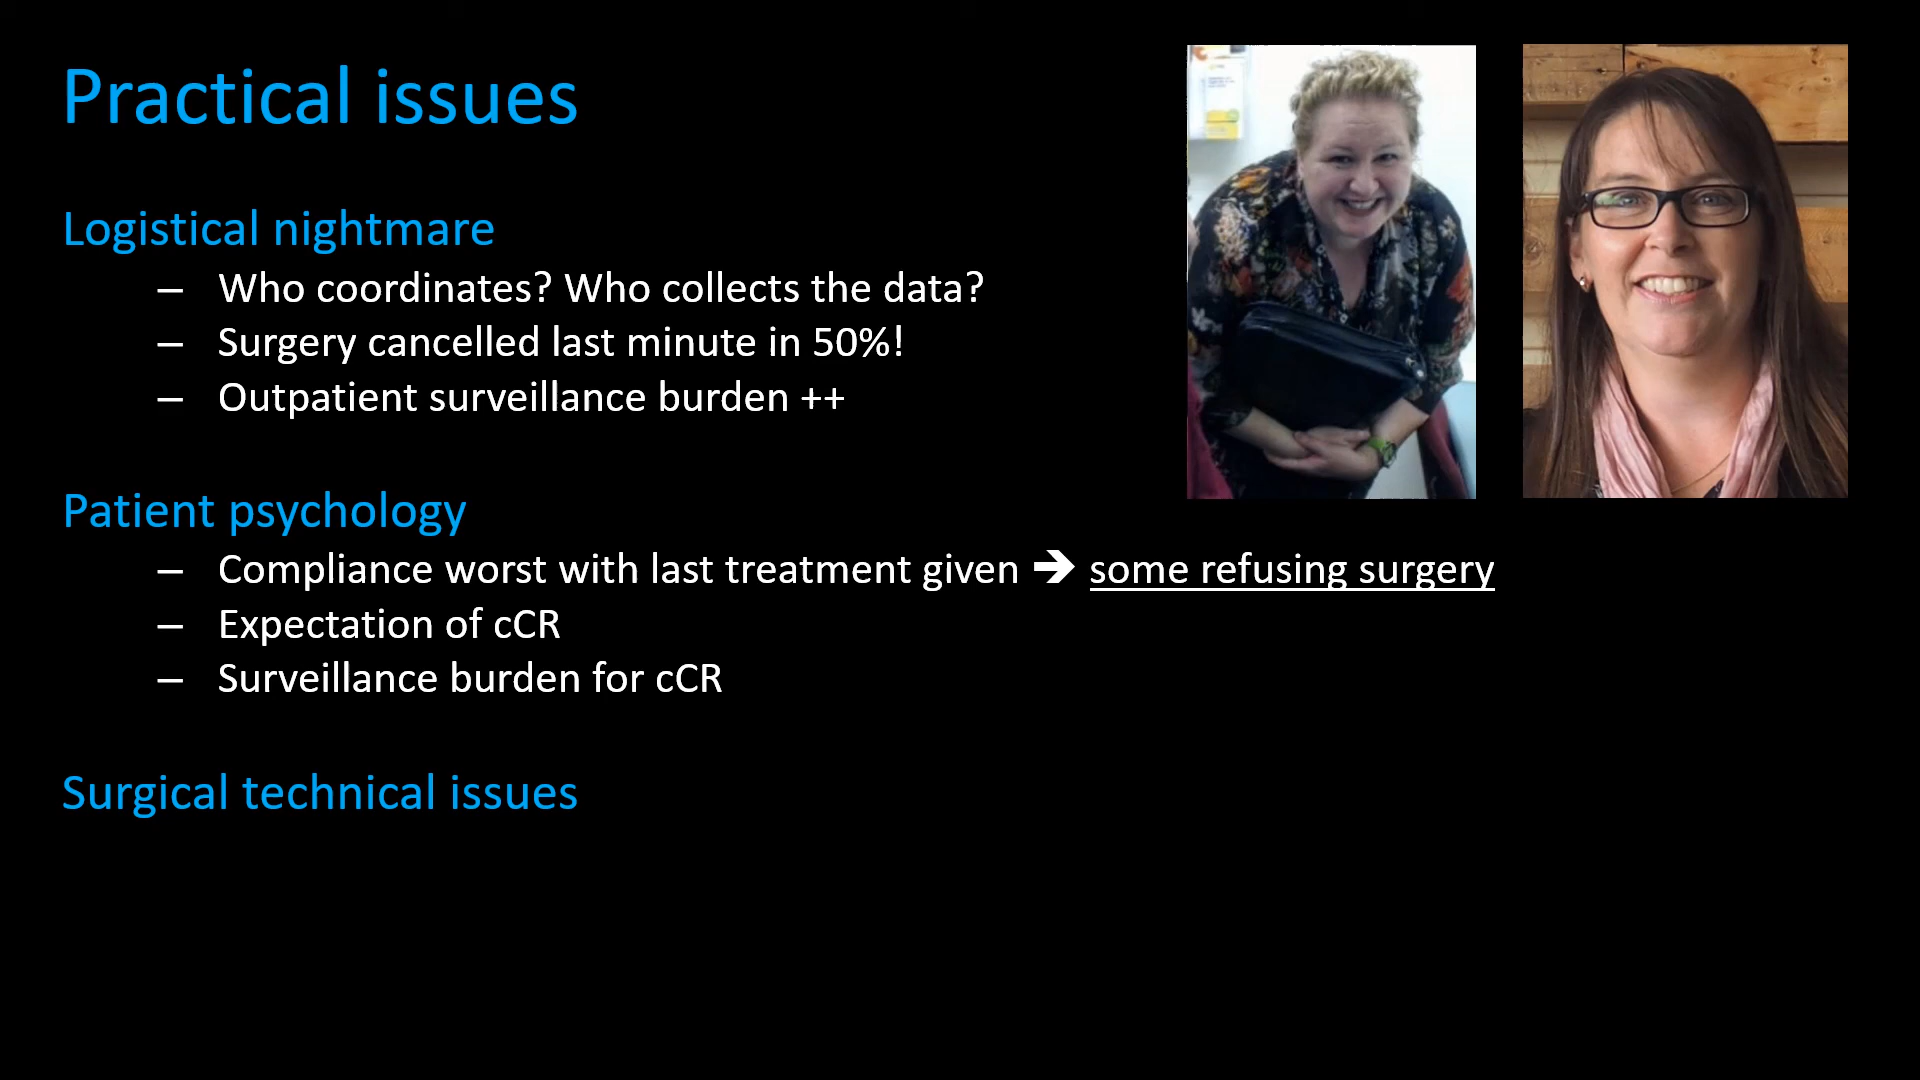 Practical issues
Logistical nightmare
– Who coordinates? Who collects the data?
– Surgery cancelled last minute in 50%!
– Outpatient surveillance burden ++
Patient psychology
– Compliance worst with last treatment given ➔ some refusing surgery
– Expectation of cCR
– Surveillance burden for cCR
Surgical technical issues